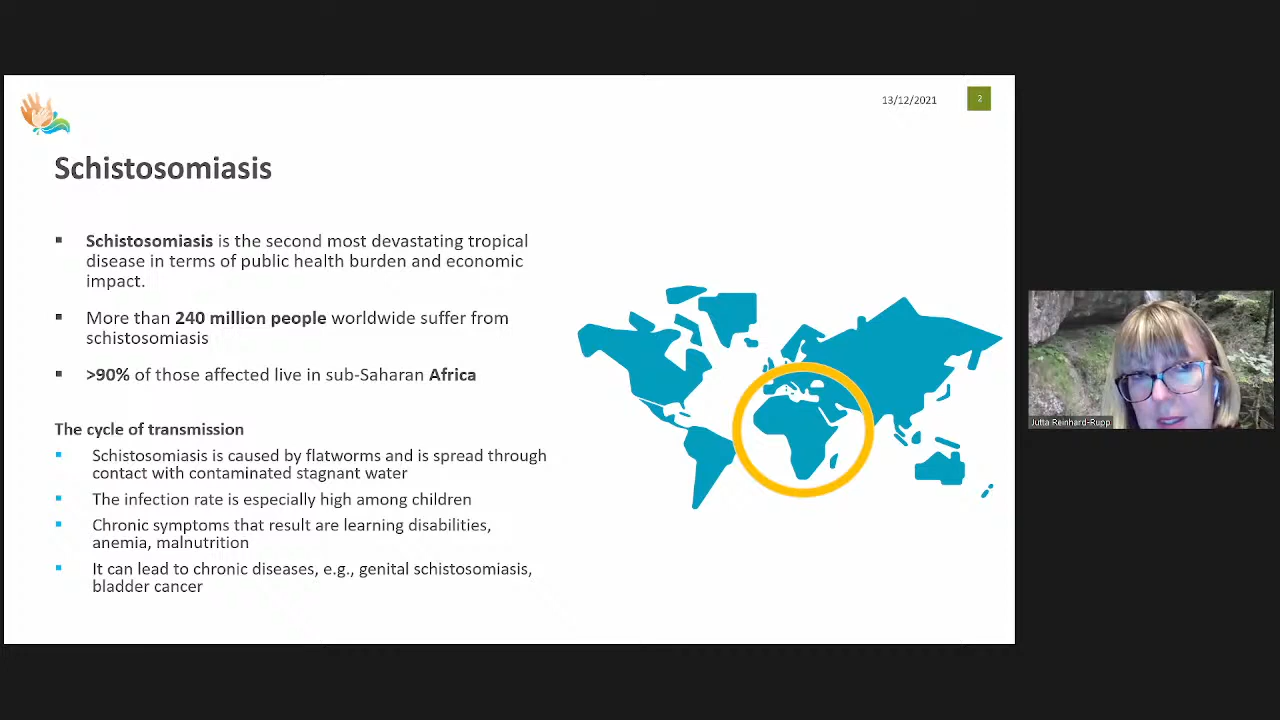 13/12/2021
2
Schistosomiasis
▪ Schistosomiasis is the second most devastating tropical
disease in terms of public health burden and economic
impact.
▪ More than 240 million people worldwide suffer from
schistosomiasis
▪ >90% of those affected live in sub-Saharan Africa
The cycle of transmission
▪ Schistosomiasis is caused by flatworms and is spread through
contact with contaminated stagnant water
▪ The infection rate is especially high among children
▪ Chronic symptoms that result are learning disabilities,
anemia, malnutrition
▪ It can lead to chronic diseases, e.g., genital schistosomiasis,
bladder cancer
Jutta Reinhard-Rupp